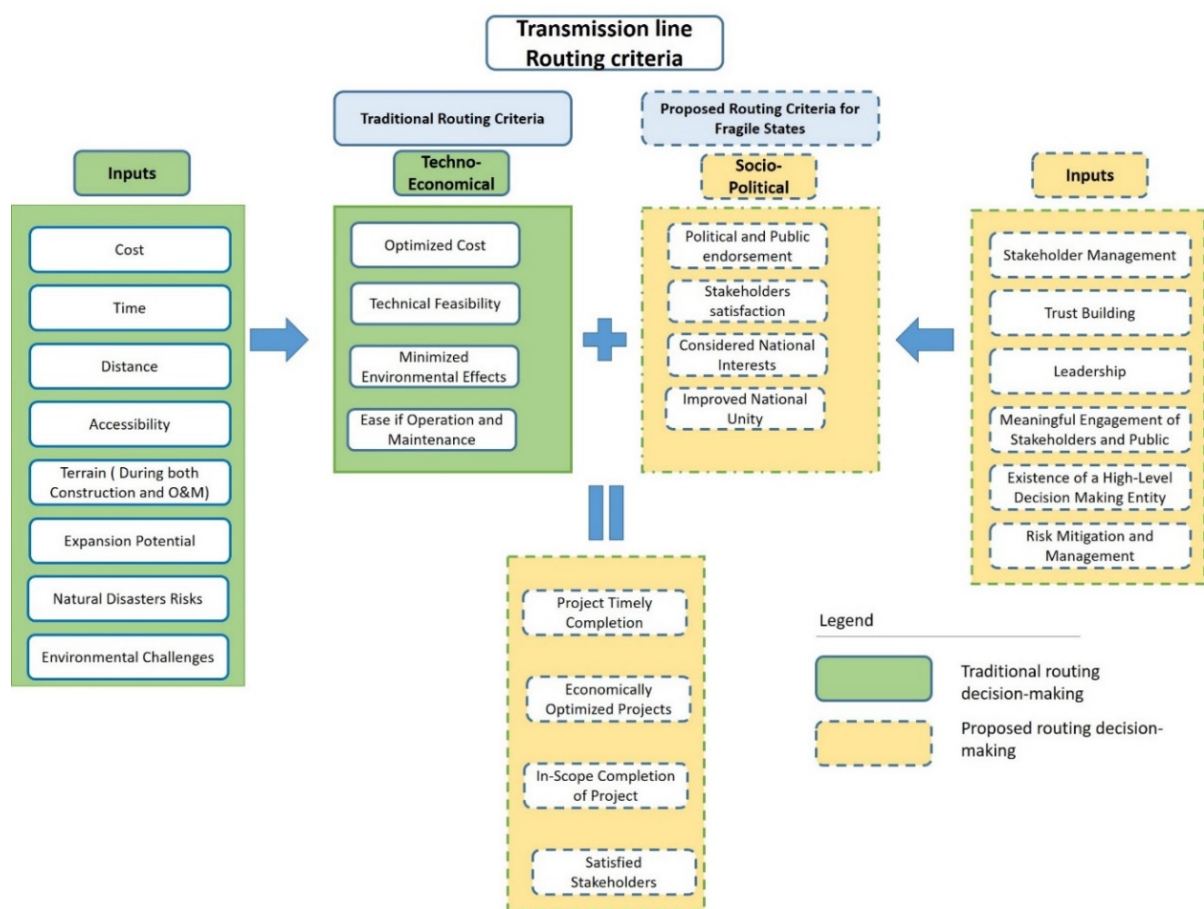 Transmission line
Routing criteria
Traditional Routing Criteria
Proposed Routing Criteria for
Fragile States
Inputs
Cost
Time
Distance
Accessibility
Terrain ( During both
Construction and O&M)
Expansion Potential
Natural Disasters Risks
Environmental Challenges
Techno-
Economical
Optimized Cost
Technical Feasibility
Minimized
Environmental Effects
Ease if Operation and
Maintenance
Socio-
Political
Political and Public
endorsement
Stakeholders
satisfaction
Considered National
Interests
Improved National
Unity
Inputs
Stakeholder Management
Trust Building
Leadership
Meaningful Engagement of
Stakeholders and Public
Existence of a High-Level
Decision Making Entity
Risk Mitigation and
Management
Project Timely
Completion
Economically
Optimized Projects
In-Scope Completion
of Project
Satisfied
Stakeholders
Legend
Traditional routing
decision-making
Proposed routing decision-
making